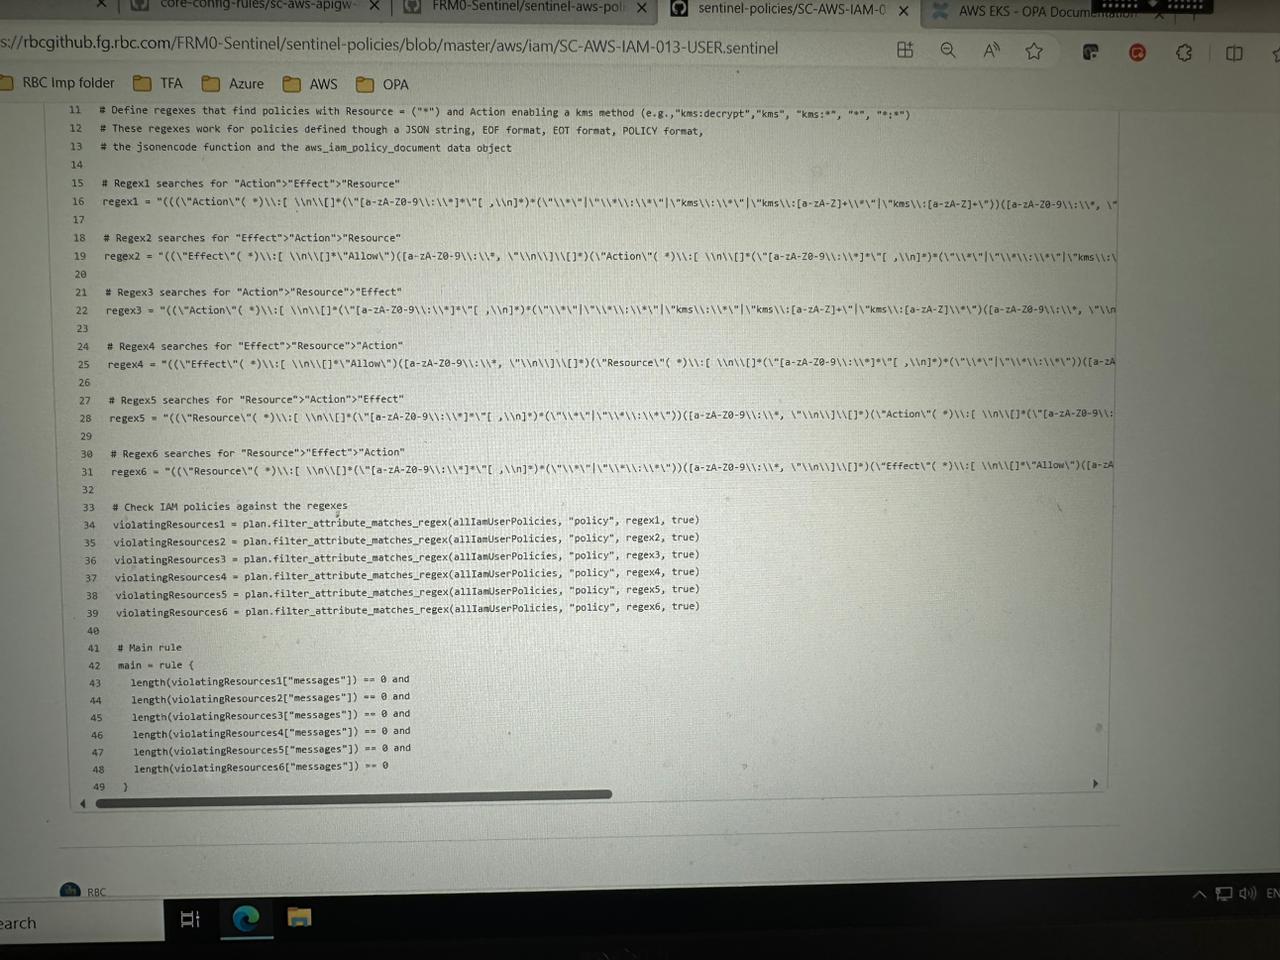 core-config-rules/sc-aws-apigw-
FRM0-Sentinel/sentinel-aws-poli
sentinel-policies/SC-AWS-IAM-0
AWS EKS - OPA Documentation
s://rbcgithub.fg.rbc.com/FRM0-Sentinel/sentinel-policies/blob/master/aws/iam/SC-AWS-IAM-013-USER.sentinel
RBC Imp folder TFA Azure AWS OPA
11 # Define regexes that find policies with Resource = ("*") and Action enabling a kms method (e.g.,"kms:decrypt","kms", "kms:*", "*", "*:*")
12 # These regexes work for policies defined though a JSON string, EOF format, EOT format, POLICY format,
13 # the jsonencode function and the aws_iam_policy_document data object
14
15 # Regex1 searches for "Action">"Effect">"Resource"
16 regex1 = "(((\"Action\"( *)\\:[ \\n\\[]*(\"[a-zA-Z0-9\\:\\*]*\"[ ,\\n]*)*(\"\\*\"|\"\\*\\:\\*\"|\"kms\\:\\*\"|\"kms\\:[a-zA-Z]+\\*\"|\"kms\\:[a-zA-Z]+\"))([a-zA-Z0-9\\:\\*, \"
17
18 # Regex2 searches for "Effect">"Action">"Resource"
19 regex2 = "((\"Effect\"( *)\\:[ \\n\\[]*\"Allow\")([a-zA-Z0-9\\:\\*, \"\\n\\]\\[]*)(\"Action\"( *)\\:[ \\n\\[]*(\"[a-zA-Z0-9\\:\\*]*\"[ ,\\n]*)*(\"\\*\"|\"\\*\\:\\*\"|\"kms\\:\
20
21 # Regex3 searches for "Action">"Resource">"Effect"
22 regex3 = "((\"Action\"( *)\\:[ \\n\\[]*(\"[a-zA-Z0-9\\:\\*]*\"[ ,\\n]*)*(\"\\*\"|\"\\*\\:\\*\"|\"kms\\:\\*\"|\"kms\\:[a-zA-Z]+\"|\"kms\\:[a-zA-Z]\\*\")([a-zA-Z0-9\\:\\*, \"\\n
23
24 # Regex4 searches for "Effect">"Resource">"Action"
25 regex4 = "((\"Effect\"( *)\\:[ \\n\\[]*\"Allow\")([a-zA-Z0-9\\:\\*, \"\\n\\]\\[]*)(\"Resource\"( *)\\:[ \\n\\[]*(\"[a-zA-Z0-9\\:\\*]*\"[ ,\\n]*)*(\"\\*\"|\"\\*\\:\\*\"))([a-zA
26
27 # Regex5 searches for "Resource">"Action">"Effect"
28 regex5 = "((\"Resource\"( *)\\:[ \\n\\[]*(\"[a-zA-Z0-9\\:\\*]*\"[ ,\\n]*)*(\"\\*\"|\"\\*\\:\\*\"))([a-zA-Z0-9\\:\\*, \"\\n\\]\\[]*)(\"Action\"( *)\\:[ \\n\\[]*(\"[a-zA-Z0-9\\:
29
30 # Regex6 searches for "Resource">"Effect">"Action"
31 regex6 = "((\"Resource\"( *)\\:[ \\n\\[]*(\"[a-zA-Z0-9\\:\\*]*\"[ ,\\n]*)*(\"\\*\"|\"\\*\\:\\*\"))([a-zA-Z0-9\\:\\*, \"\\n\\]\\[]*)(\"Effect\"( *)\\:[ \\n\\[]*\"Allow\")([a-zA
32
33 # Check IAM policies against the regexes
34 violatingResources1 = plan.filter_attribute_matches_regex(allIamUserPolicies, "policy", regex1, true)
35 violatingResources2 = plan.filter_attribute_matches_regex(allIamUserPolicies, "policy", regex2, true)
36 violatingResources3 = plan.filter_attribute_matches_regex(allIamUserPolicies, "policy", regex3, true)
37 violatingResources4 = plan.filter_attribute_matches_regex(allIamUserPolicies, "policy", regex4, true)
38 violatingResources5 = plan.filter_attribute_matches_regex(allIamUserPolicies, "policy", regex5, true)
39 violatingResources6 = plan.filter_attribute_matches_regex(allIamUserPolicies, "policy", regex6, true)
40
41 # Main rule
42 main = rule {
43 length(violatingResources1["messages"]) == 0 and
44 length(violatingResources2["messages"]) == 0 and
45 length(violatingResources3["messages"]) == 0 and
46 length(violatingResources4["messages"]) == 0 and
47 length(violatingResources5["messages"]) == 0 and
48 length(violatingResources6["messages"]) == 0
49 }
RBC
earch
EN